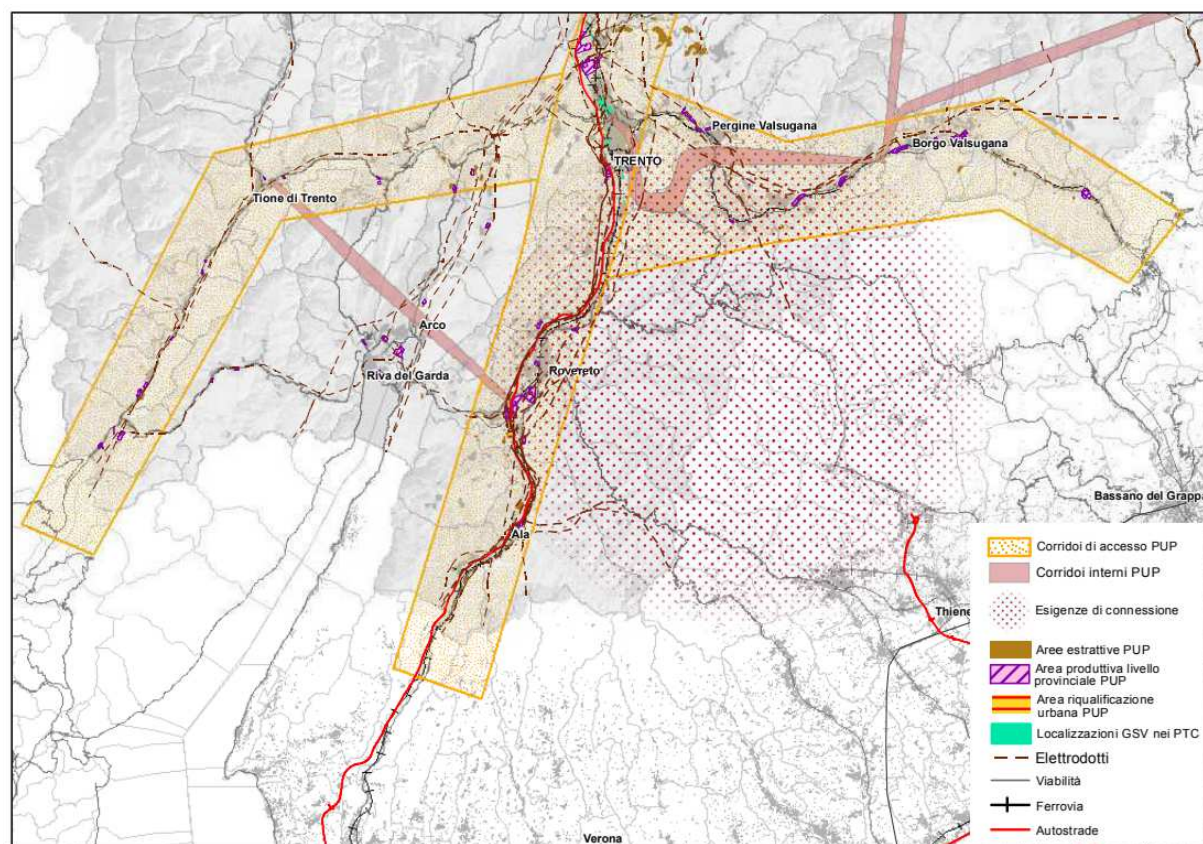 Pergine Valsugana
Borgo Valsugana
TRENTO
Tione di Trento
Arco
Riva del Garda
Rovereto
Bassano del Grappa
Ala
Thiene
Verona
Corridoi di accesso PUP
Corridoi interni PUP
Esigenze di connessione
Aree estrattive PUP
Area produttiva livello
provinciale PUP
Area riqualificazione
urbana PUP
Localizzazioni GSV nei PTC
Elettrodotti
Viabilità
Ferrovia
Autostrade